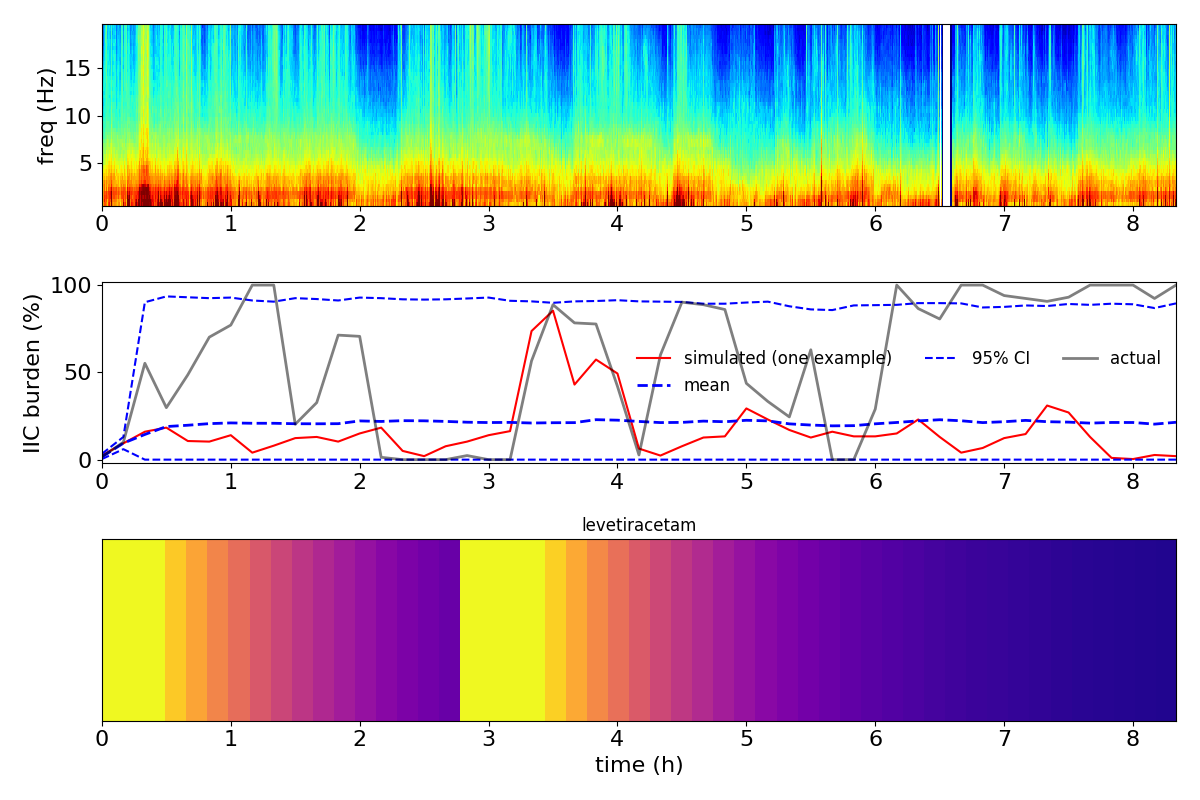 freq (Hz)
15
10
5
0 1 2 3 4 5 6 7 8
IIC burden (%)
100
50
0
simulated (one example)
mean
95% CI
actual
0 1 2 3 4 5 6 7 8
levetiracetam
0 1 2 3 4 5 6 7 8
time (h)